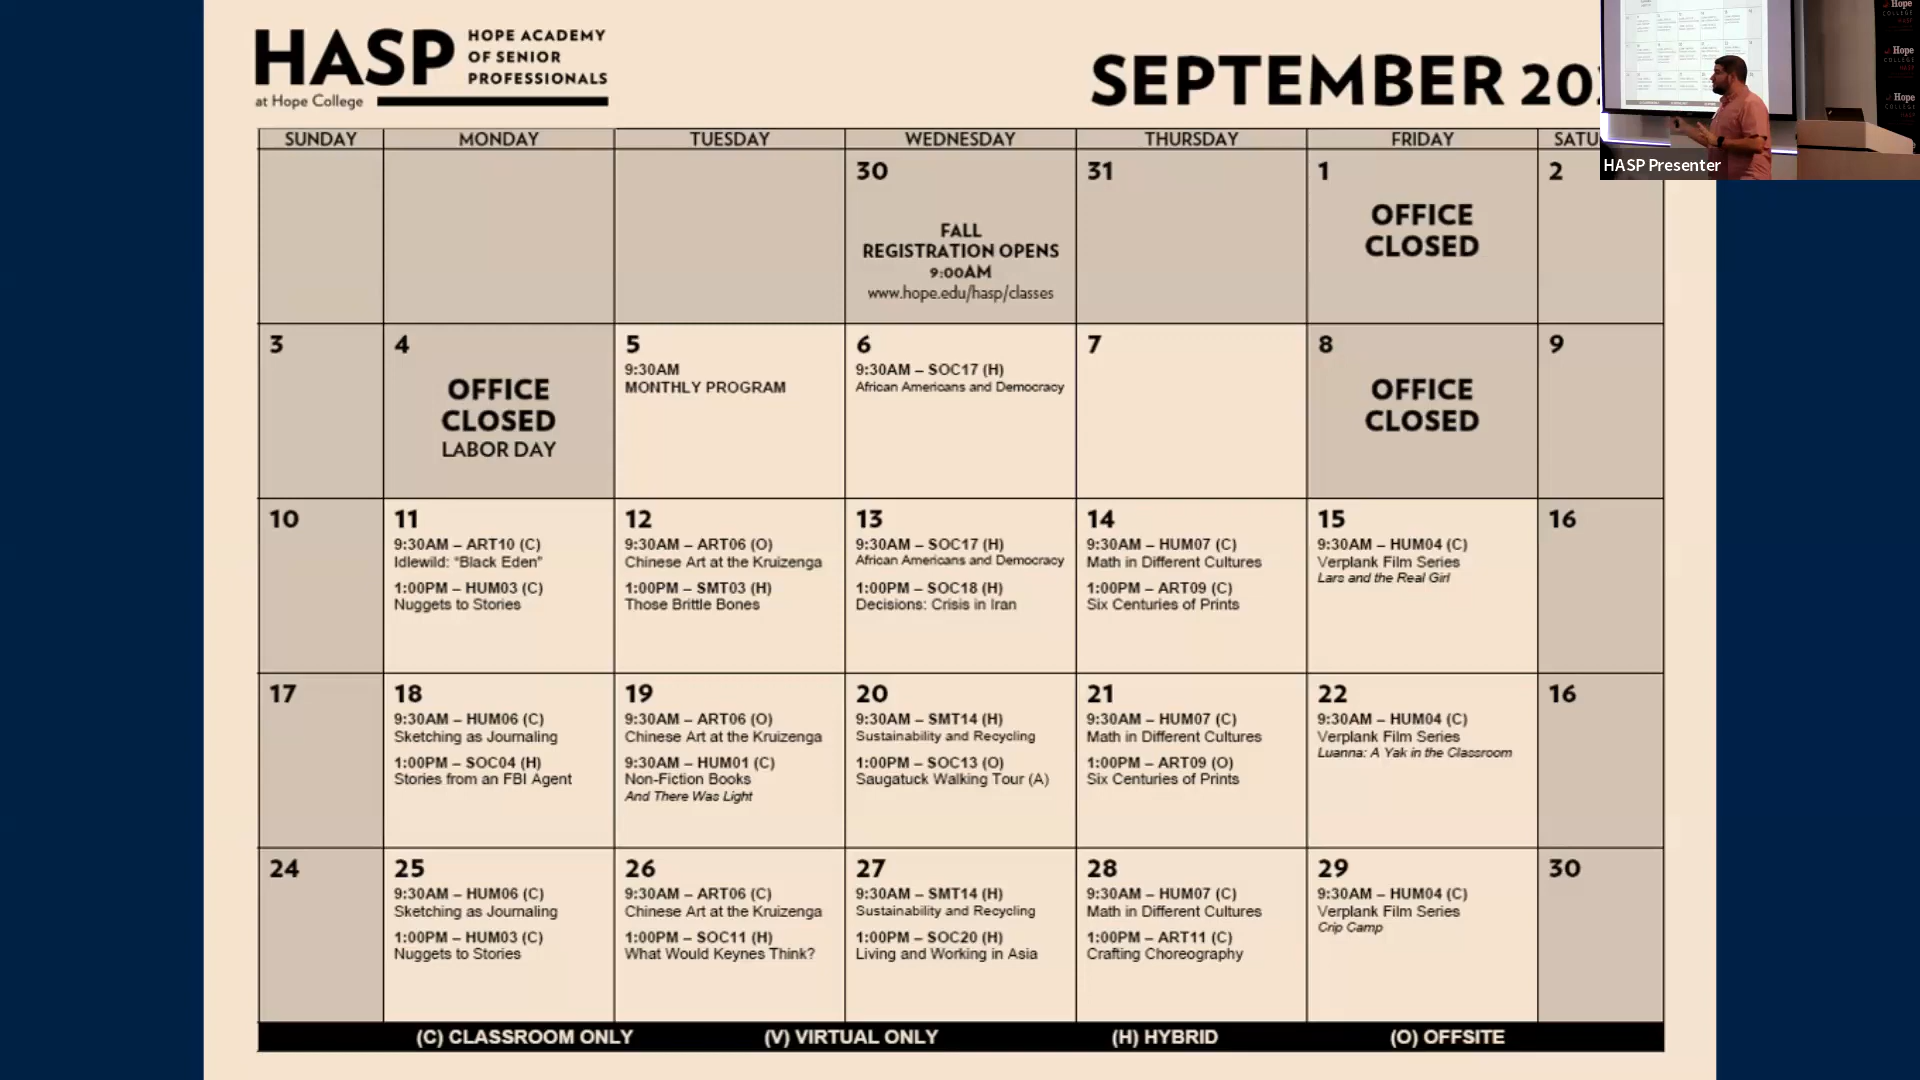 HASP
HOPE ACADEMY
OF SENIOR
PROFESSIONALS
at Hope College
SEPTEMBER
SUNDAY
MONDAY
TUESDAY
WEDNESDAY
THURSDAY
FRIDAY
30
FALL
REGISTRATION OPENS
9:00AM
www.hope.edu/hasp/classes
31
1
OFFICE
CLOSED
2
3
4
OFFICE
CLOSED
LABOR DAY
5
9:30AM
MONTHLY PROGRAM
6
9:30AM – SOC17 (H)
African Americans and Democracy
7
8
OFFICE
CLOSED
9
10
11
9:30AM – ART10 (C)
Idlewild: "Black Eden"
1:00PM – HUM03 (C)
Nuggets to Stories
12
9:30AM – ART06 (O)
Chinese Art at the Kruizenga
1:00PM – SMT03 (H)
Those Brittle Bones
13
9:30AM – SOC17 (H)
African Americans and Democracy
1:00PM – SOC18 (H)
Decisions: Crisis in Iran
14
9:30AM – HUM07 (C)
Math in Different Cultures
1:00PM – ART09 (C)
Six Centuries of Prints
15
9:30AM – HUM04 (C)
Verplank Film Series
Lars and the Real Girl
16
17
18
9:30AM – HUM06 (C)
Sketching as Journaling
1:00PM – SOC04 (H)
Stories from an FBI Agent
19
9:30AM – ART06 (O)
Chinese Art at the Kruizenga
9:30AM – HUM01 (C)
Non-Fiction Books
And There Was Light
20
9:30AM – SMT14 (H)
Sustainability and Recycling
1:00PM – SOC13 (O)
Saugatuck Walking Tour (A)
21
9:30AM – HUM07 (C)
Math in Different Cultures
1:00PM – ART09 (O)
Six Centuries of Prints
22
9:30AM – HUM04 (C)
Verplank Film Series
Luanna: A Yak in the Classroom
16
24
25
9:30AM – HUM06 (C)
Sketching as Journaling
1:00PM – HUM03 (C)
Nuggets to Stories
26
9:30AM – ART06 (C)
Chinese Art at the Kruizenga
1:00PM – SOC11 (H)
What Would Keynes Think?
27
9:30AM – SMT14 (H)
Sustainability and Recycling
1:00PM – SOC20 (H)
Living and Working in Asia
28
9:30AM – HUM07 (C)
Math in Different Cultures
1:00PM – ART11 (C)
Crafting Choreography
29
9:30AM – HUM04 (C)
Verplank Film Series
Crip Camp
30
(C) CLASSROOM ONLY
(V) VIRTUAL ONLY
(H) HYBRID
(O) OFFSITE
HASP Presenter
Hope
COLLEGE
Hope
COLLEGE
HASP
Hope
COLLEGE
HASP